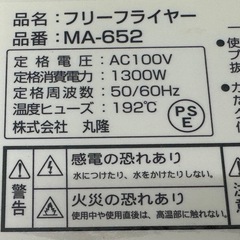 品名：フリーフライヤー
品番：MA-652
定格電圧：AC100V
定格消費電力：1300W
定格周波数：50/60Hz
温度ヒューズ：192℃
株式会社 丸隆
PSE
警告
感電の恐れあり
水につけたり、水をかけたりしない。
火災の恐れあり
使用中や使用直後は、高温部に触れない。